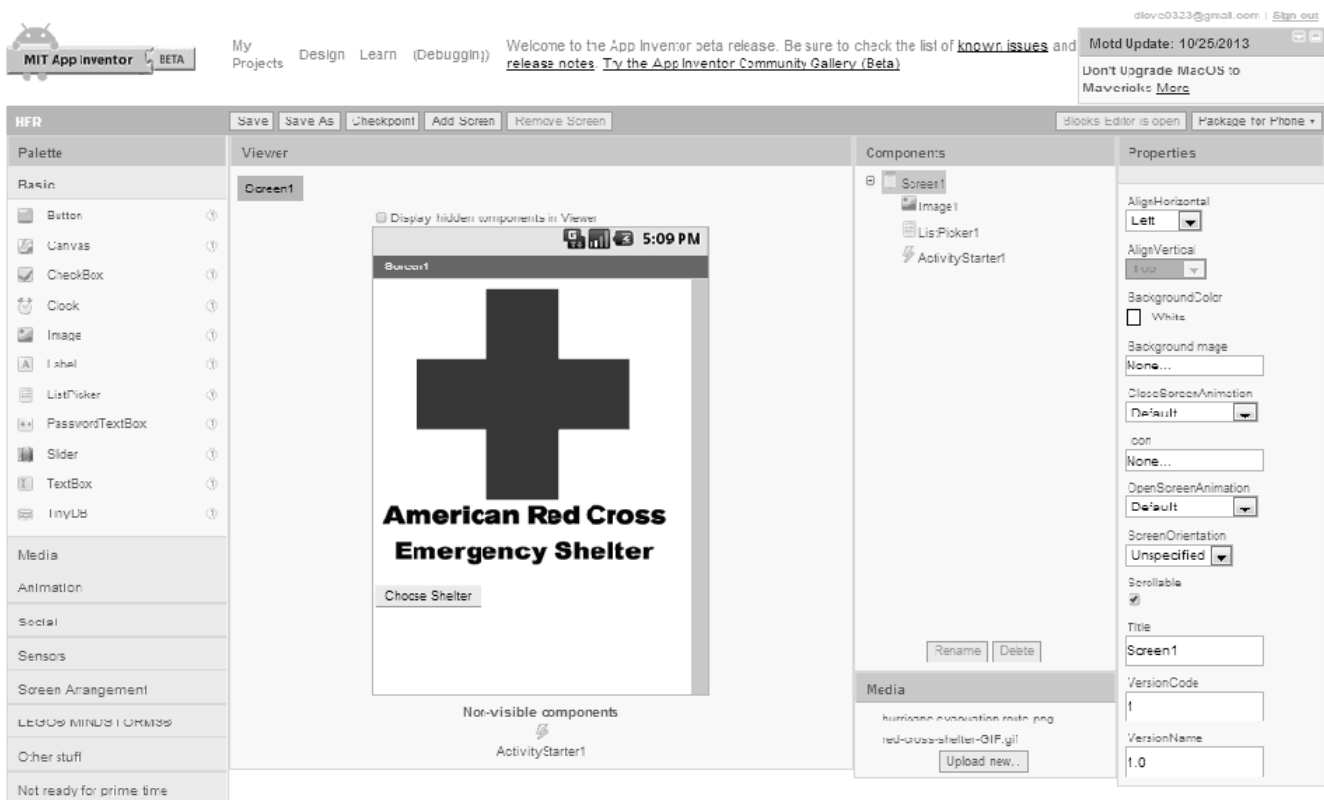 dlove0323@gmail.com | Sign out
MIT App Inventor BETA
My Projects Design Learn (Debugging) Welcome to the App Inventor beta release. Be sure to check the list of known issues and
release notes. Try the App Inventor Community Gallery (Beta)
Motd Update: 10/25/2013
Don't Upgrade MacOS to
Mavericks More
HFR
Save Save As Checkpoint Add Screen Remove Screen Blocks Editor is open Package for Phone
Palette
Basic
Button
Canvas
CheckBox
Clock
Image
Label
ListPicker
PasswordTextBox
Slider
TextBox
TinyDB
Media
Animation
Social
Sensors
Screen Arrangement
LEGO® MINDSTORMS®
Other stuff
Not ready for prime time
Viewer
Screen1
Display hidden components in Viewer
5:09 PM
Screen1
American Red Cross
Emergency Shelter
Choose Shelter
Non-visible components
ActivityStarter1
Components
Screen1
Image1
ListPicker1
ActivityStarter1
Rename Delete
Media
hurricane evacuation route.png
red-cross-shelter-GIF.gif
Upload new..
Properties
AlignHorizontal
Left
AlignVertical
Top
BackgroundColor
White
Background mage
None...
CloseScreenAnimation
Default
con
None...
OpenScreenAnimation
Default
ScreenOrientation
Unspecified
Scrollable
Title
Screen1
VersionCode
1
VersionName
1.0